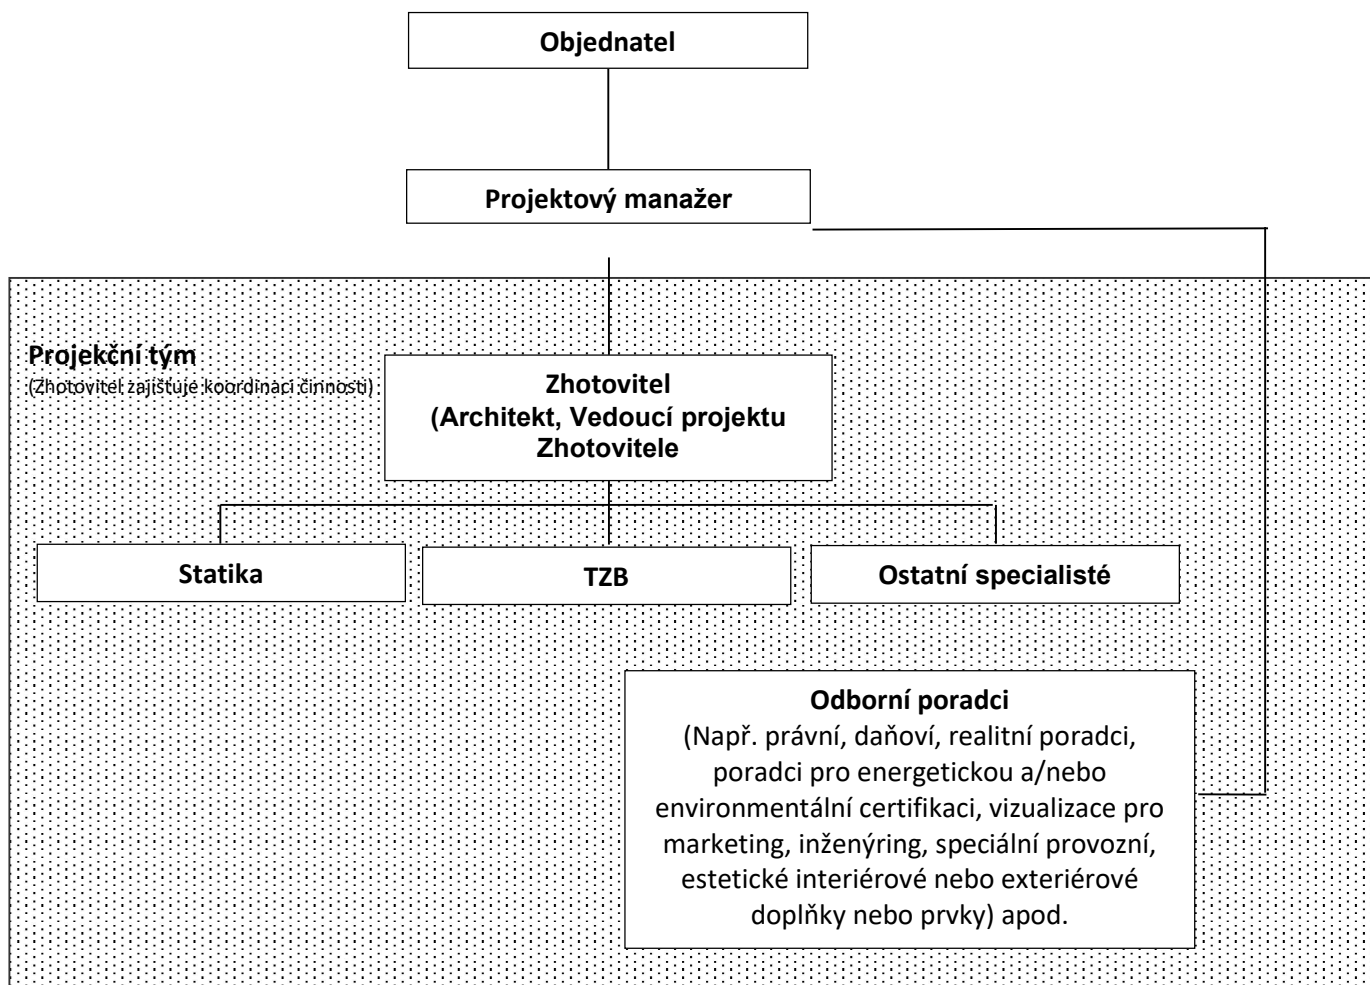 Objednatel
Projektový manažer
Projekční tým
(Zhotovitel zajišťuje koordinaci činnosti)
Zhotovitel
(Architekt, Vedoucí projektu
Zhotovitele
Statika
TZB
Ostatní specialisté
Odborní poradci
(Např. právní, daňoví, realitní poradci,
poradci pro energetickou a/nebo
environmentální certifikaci, vizualizace pro
marketing, inženýring, speciální provozní,
estetické interiérové nebo exteriérové
doplňky nebo prvky) apod.